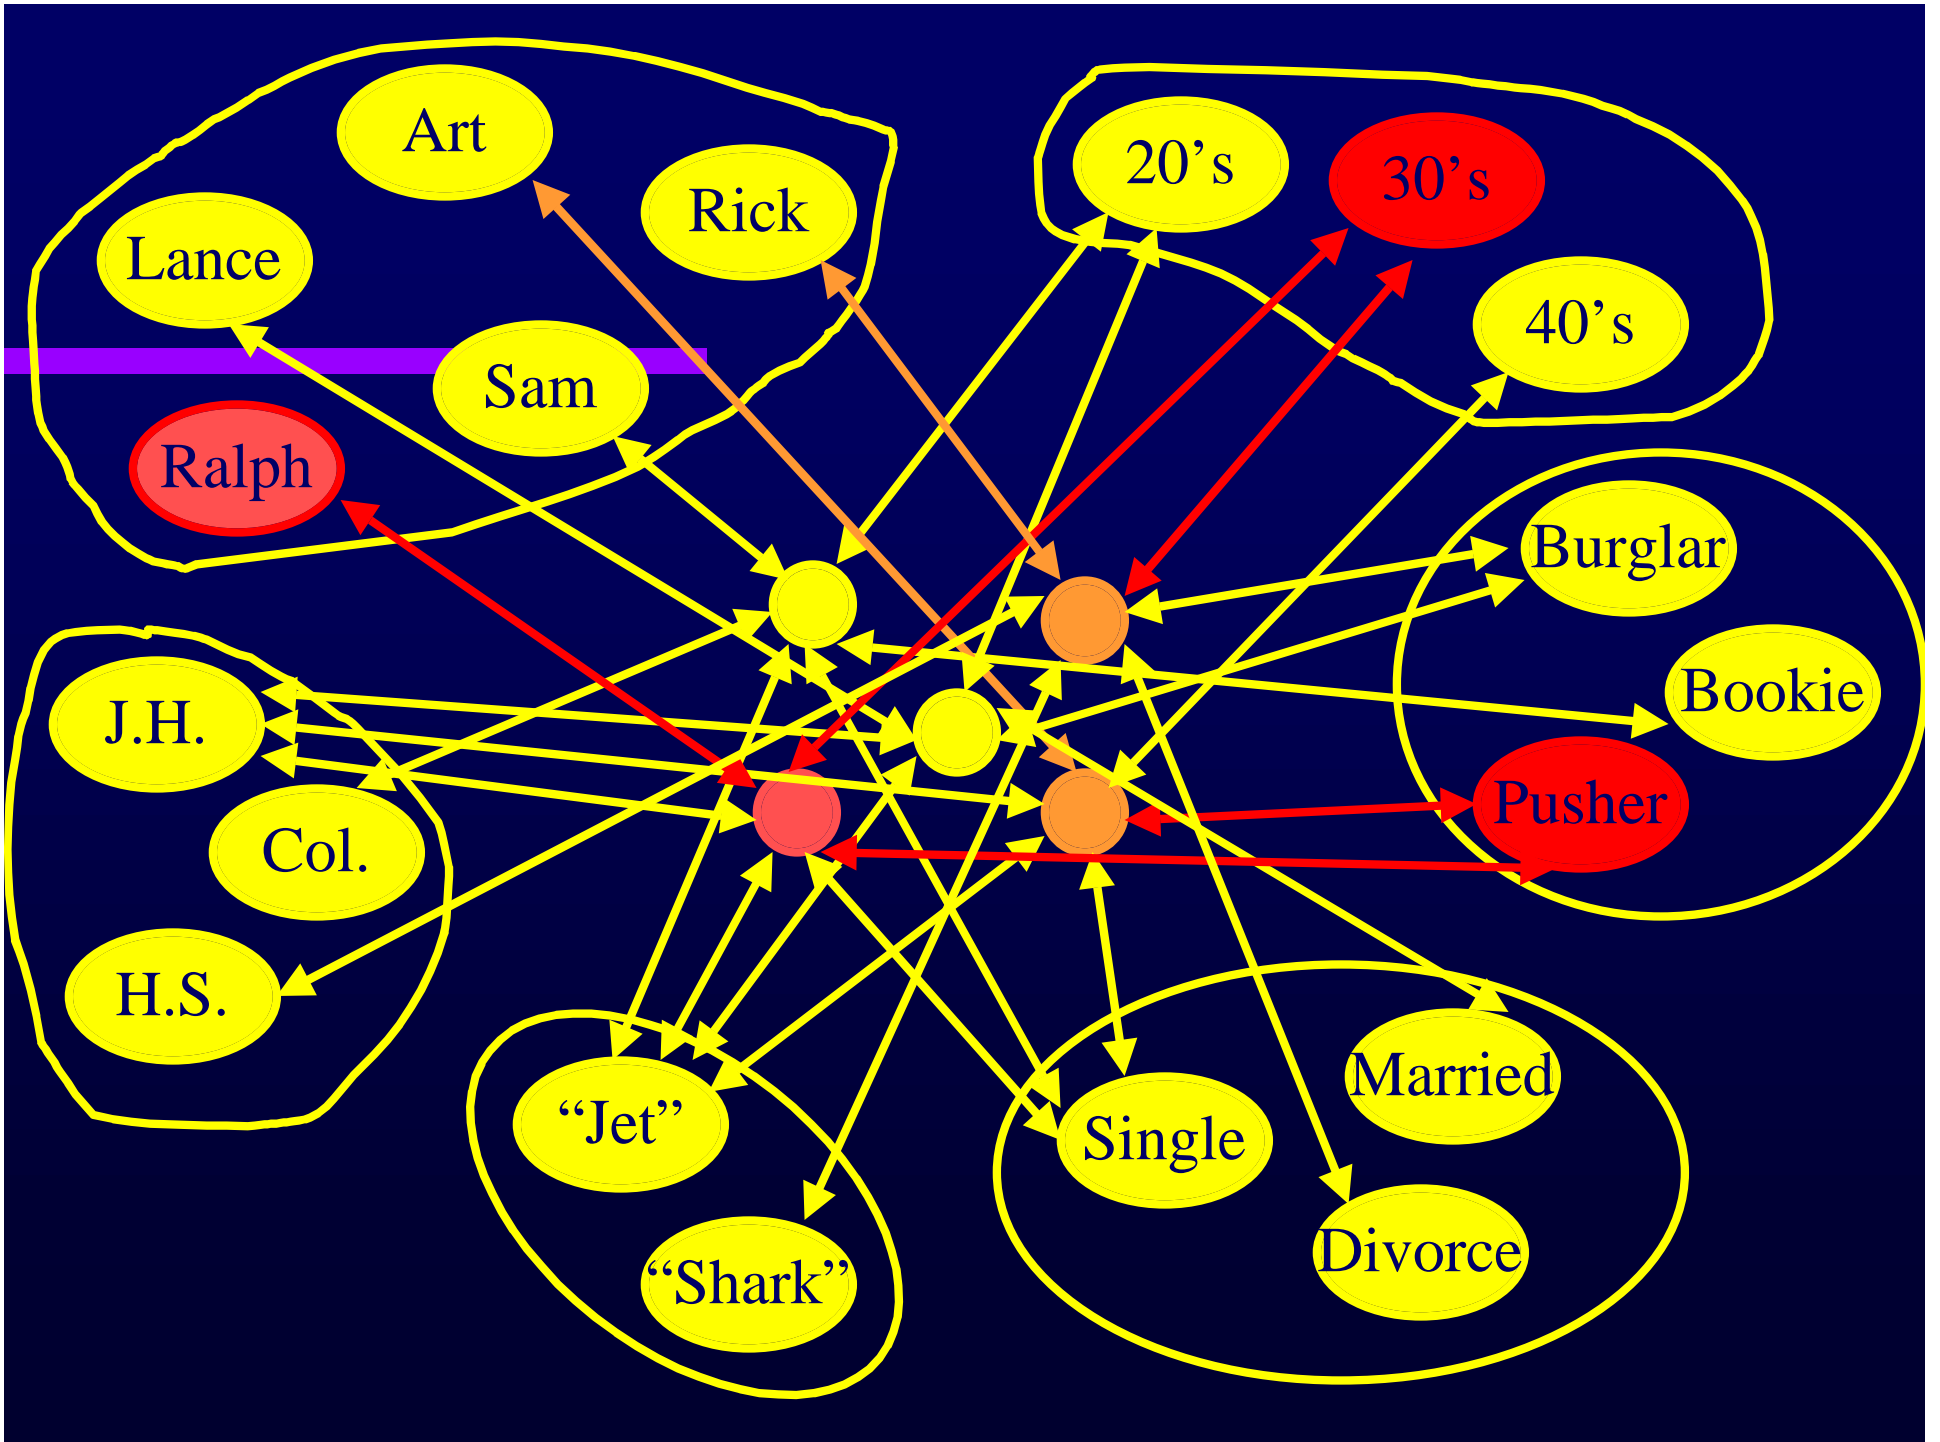 Art
Rick
Lance
Sam
Ralph
20’s
30’s
40’s
Burglar
Bookie
Pusher
J.H.
Col.
H.S.
“Jet”
“Shark”
Single
Married
Divorce